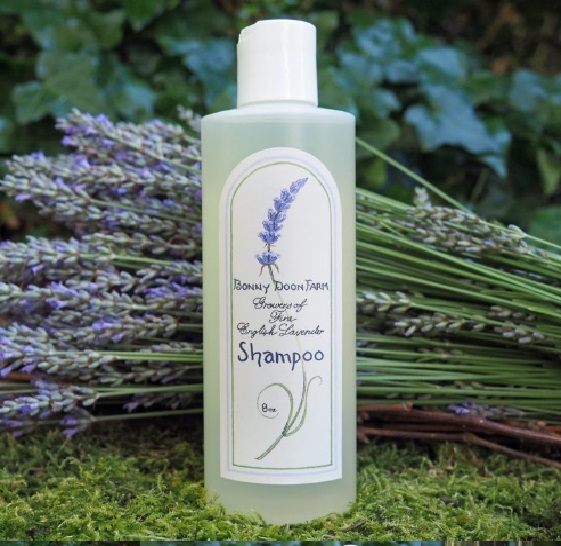 Bonny Doon Farm
Growers of
Fine
English Lavender
Shampoo
8oz